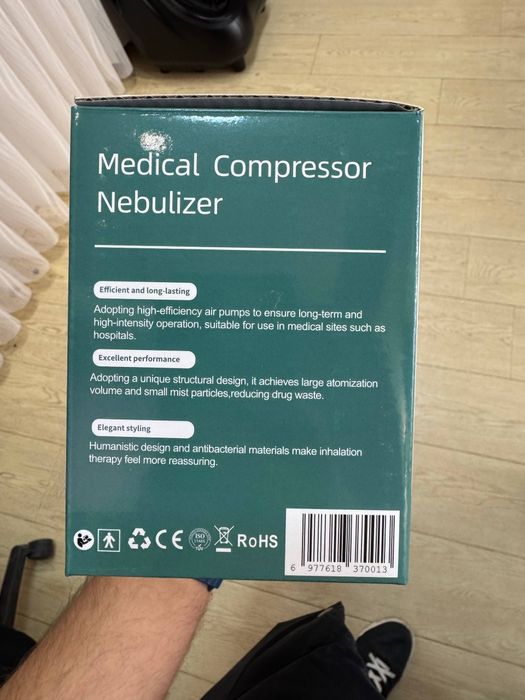 Medical Compressor
Nebulizer
Efficient and long-lasting
Adopting high-efficiency air pumps to ensure long-term and
high-intensity operation, suitable for use in medical sites such as
hospitals.
Excellent performance
Adopting a unique structural design, it achieves large atomization
volume and small mist particles,reducing drug waste.
Elegant styling
Humanistic design and antibacterial materials make inhalation
therapy feel more reassuring.
CE ISO RoHS
6 977618 370013